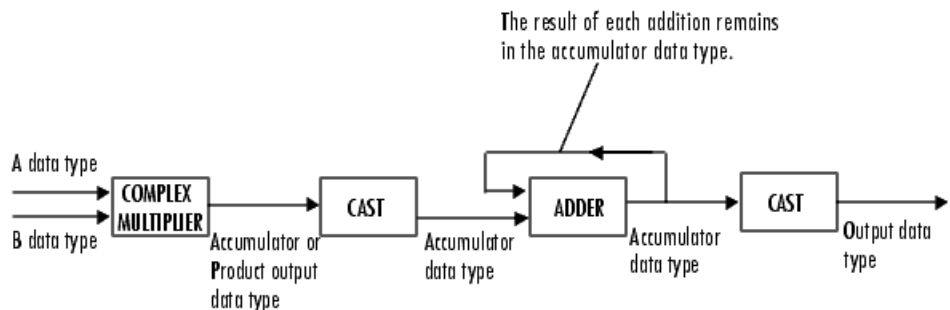 The result of each addition remains
in the accumulator data type.
A data type
B data type
COMPLEX
MULTIPLIER
Accumulator or
Product output
data type
CAST
Accumulator
data type
ADDER
Accumulator
data type
CAST
Output data
type